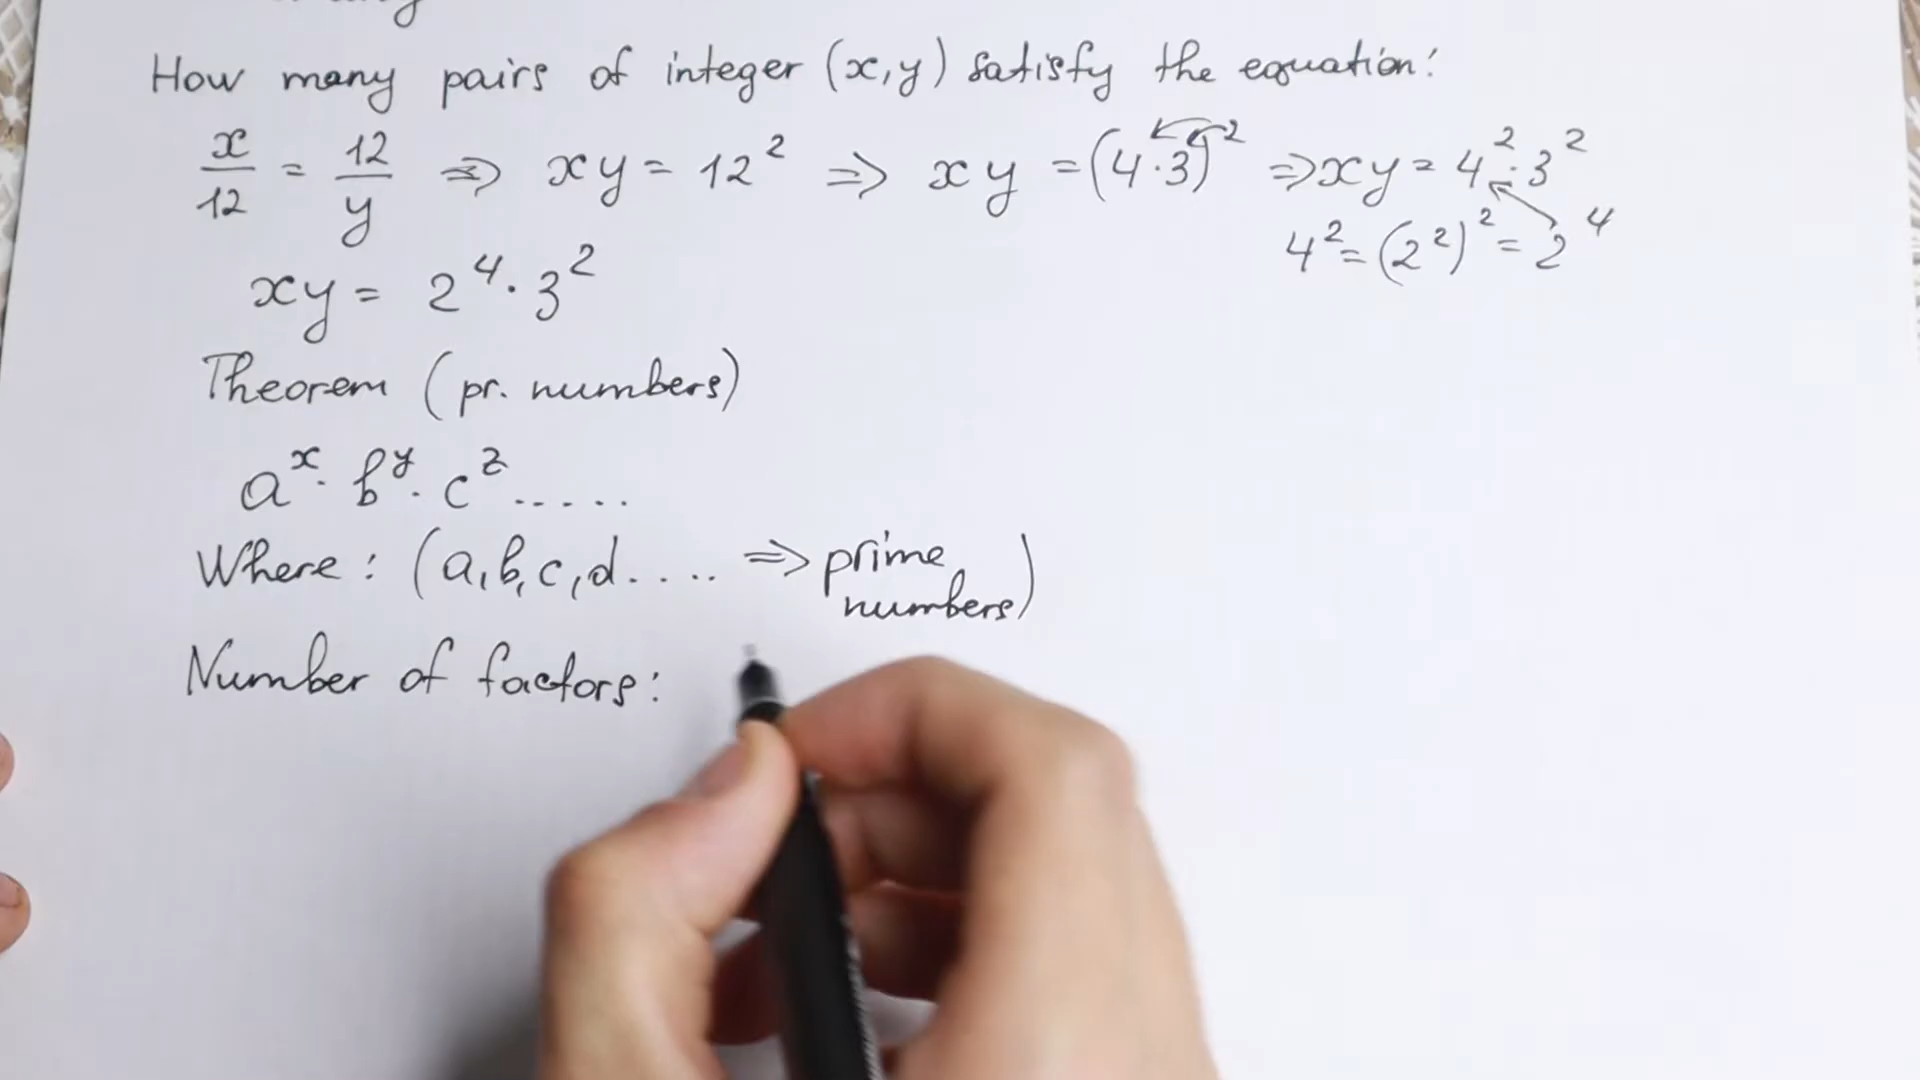 How many pairs of integer (x,y) satisfy the equation:
x/12 = 12/y => xy = 12² => xy = (4·3)² => xy = 4²·3²
4² = (2²)² = 2⁴
xy = 2⁴·3²
Theorem (pr. numbers)
a^x · b^y · c^z .....
Where: (a,b,c,d.... => prime
numbers)
Number of factors: